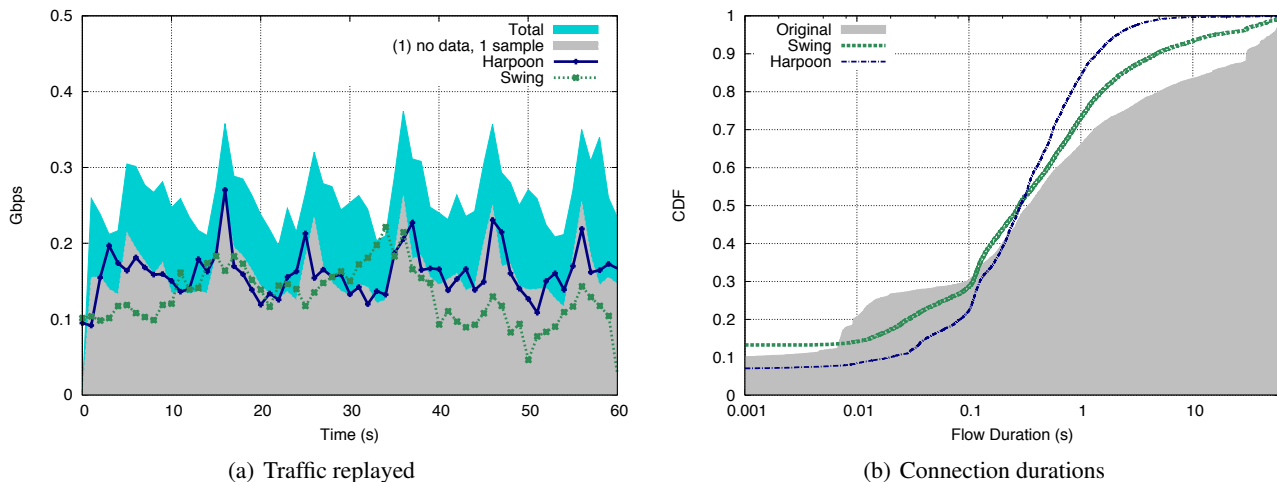 0.5
0.4
0.3
0.2
0.1
0
Gbps
0 10 20 30 40 50 60
Time (s)
Total
(1) no data, 1 sample
Harpoon
Swing
(a) Traffic replayed
1
0.9
0.8
0.7
0.6
0.5
0.4
0.3
0.2
0.1
0
CDF
0.001 0.01 0.1 1 10
Flow Duration (s)
Original
Swing
Harpoon
(b) Connection durations